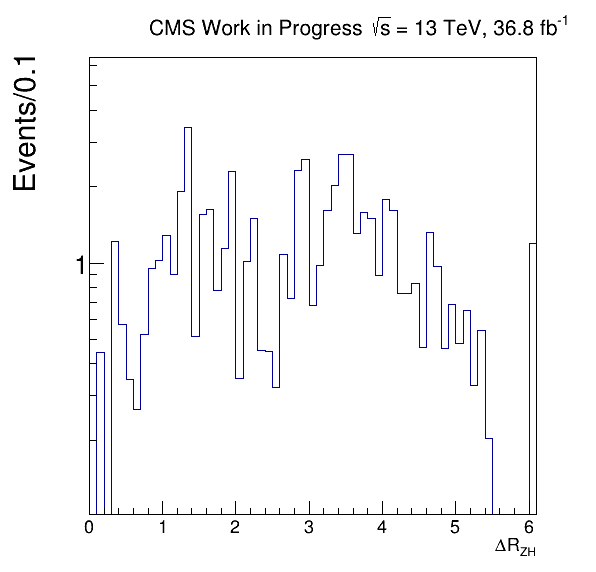 CMS Work in Progress √s = 13 TeV, 36.8 fb⁻¹
Events/0.1
1
0 1 2 3 4 5 6
ΔR_ZH